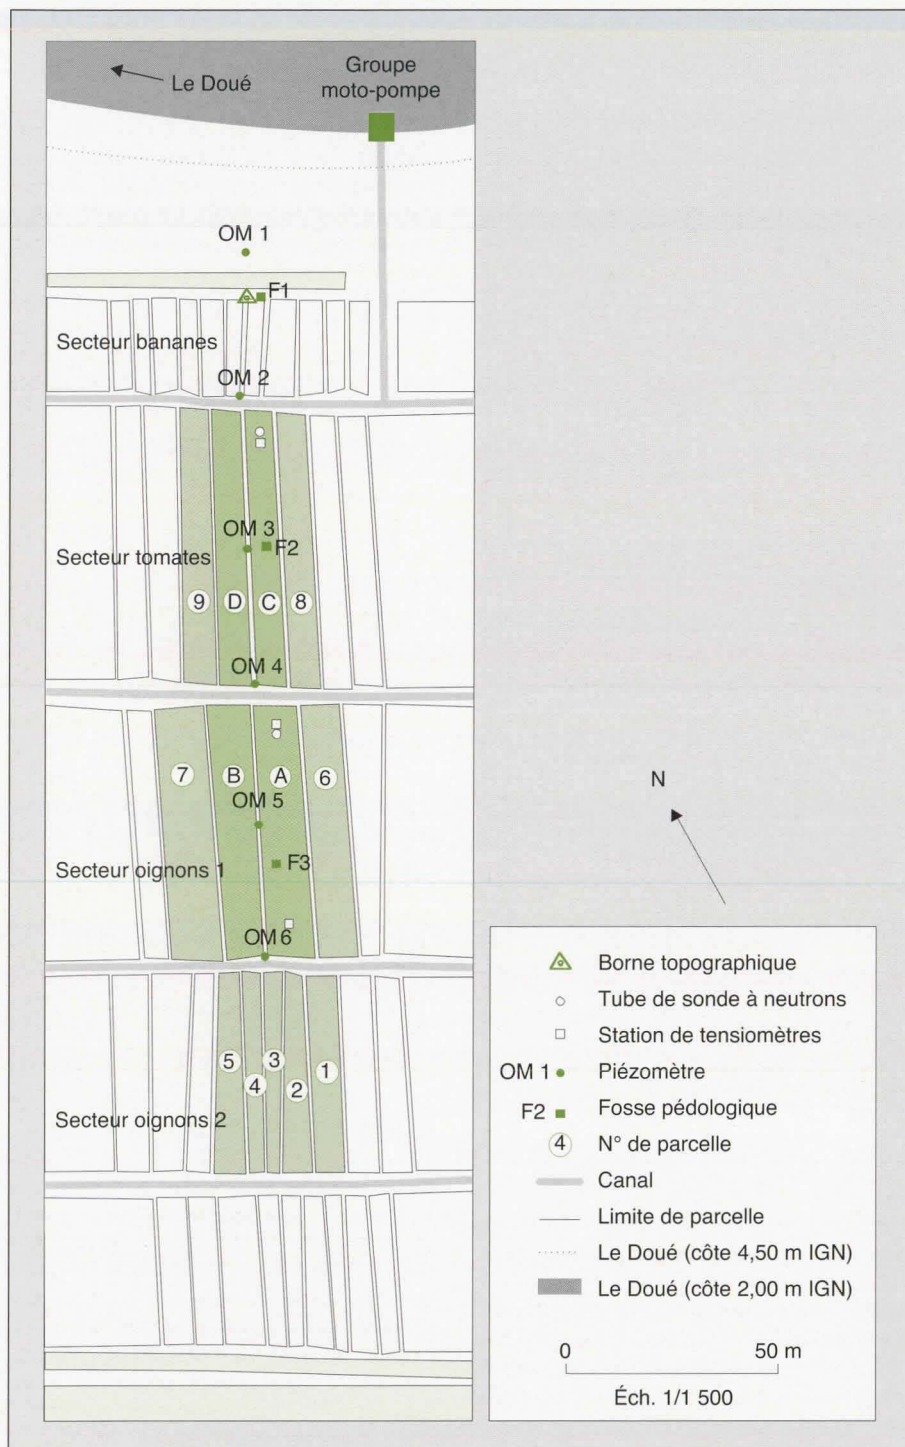 Le Doué
Groupe
moto-pompe
OM 1
F1
Secteur bananes
OM 2
OM 3
F2
Secteur tomates
9
D
C
8
OM 4
7
B
A
6
OM 5
F3
Secteur oignons 1
OM 6
5
4
3
2
1
Secteur oignons 2
N
Borne topographique
Tube de sonde à neutrons
Station de tensiomètres
OM 1 Piézomètre
F2 Fosse pédologique
4 N° de parcelle
Canal
Limite de parcelle
Le Doué (côte 4,50 m IGN)
Le Doué (côte 2,00 m IGN)
0 50 m
Éch. 1/1 500